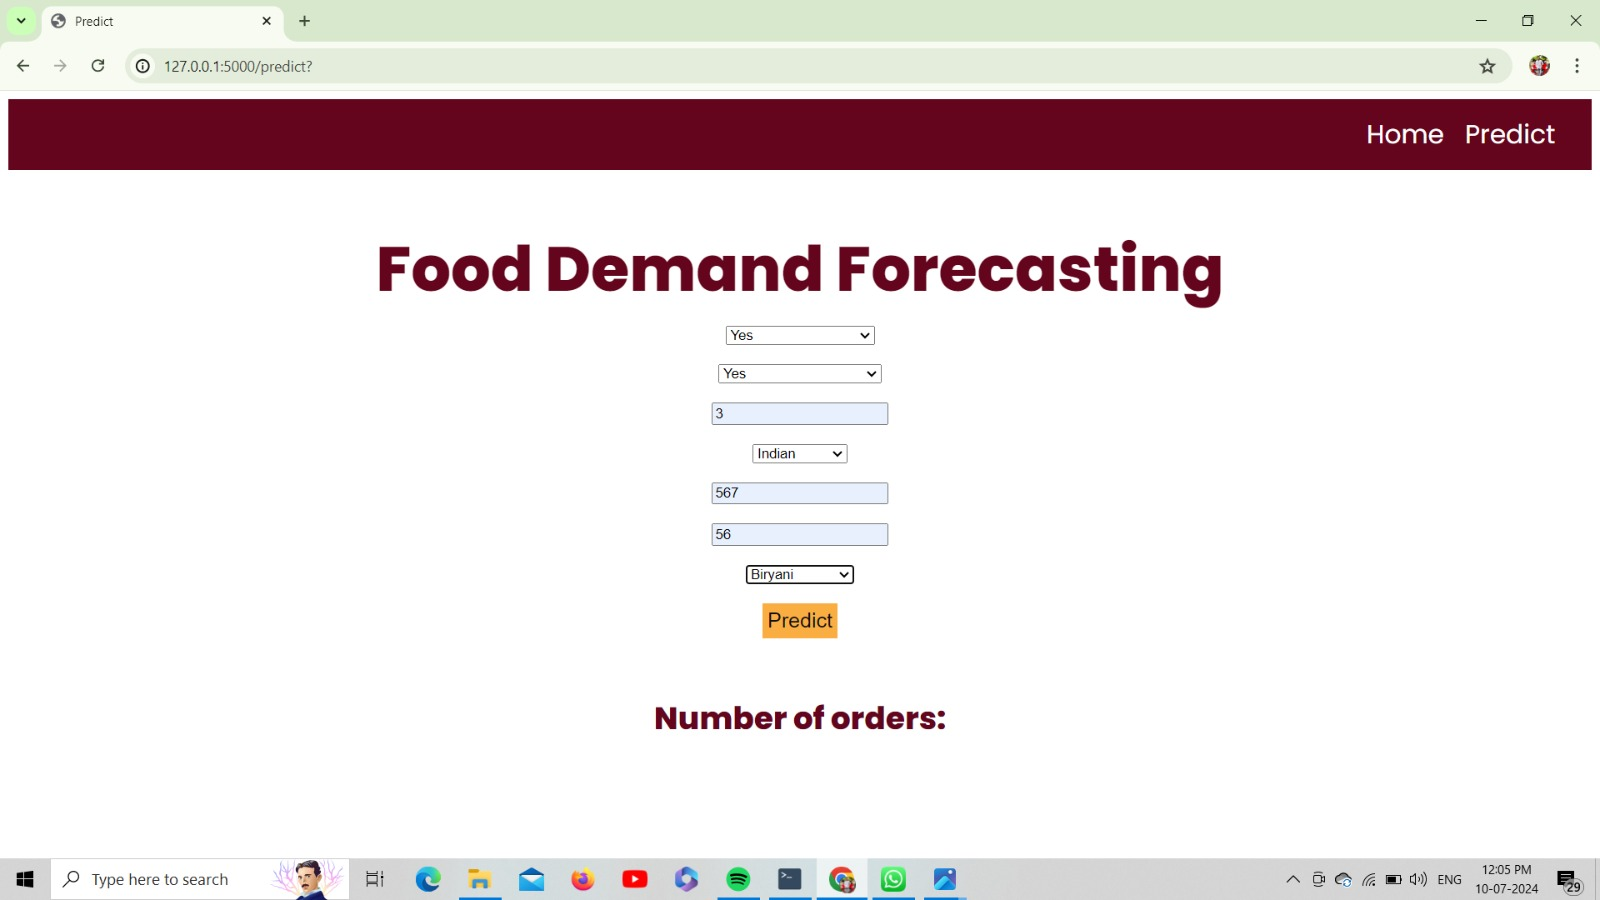 Predict
127.0.0.1:5000/predict?
Home Predict
Food Demand Forecasting
Yes
Yes
3
Indian
567
56
Biryani
Predict
Number of orders:
Type here to search
ENG
12:05 PM
10-07-2024
29